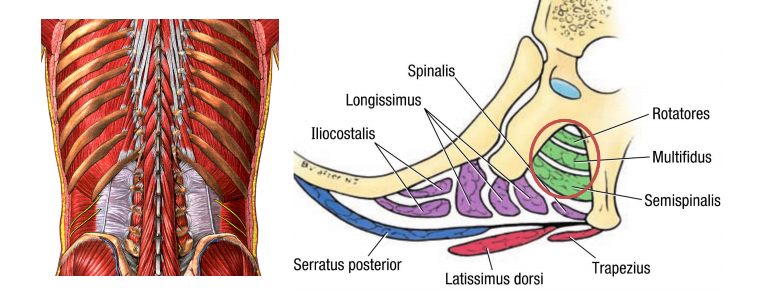 Spinalis
Longissimus
Rotatores
Iliocostalis
Multifidus
Semispinalis
Serratus posterior
Trapezius
Latissimus dorsi